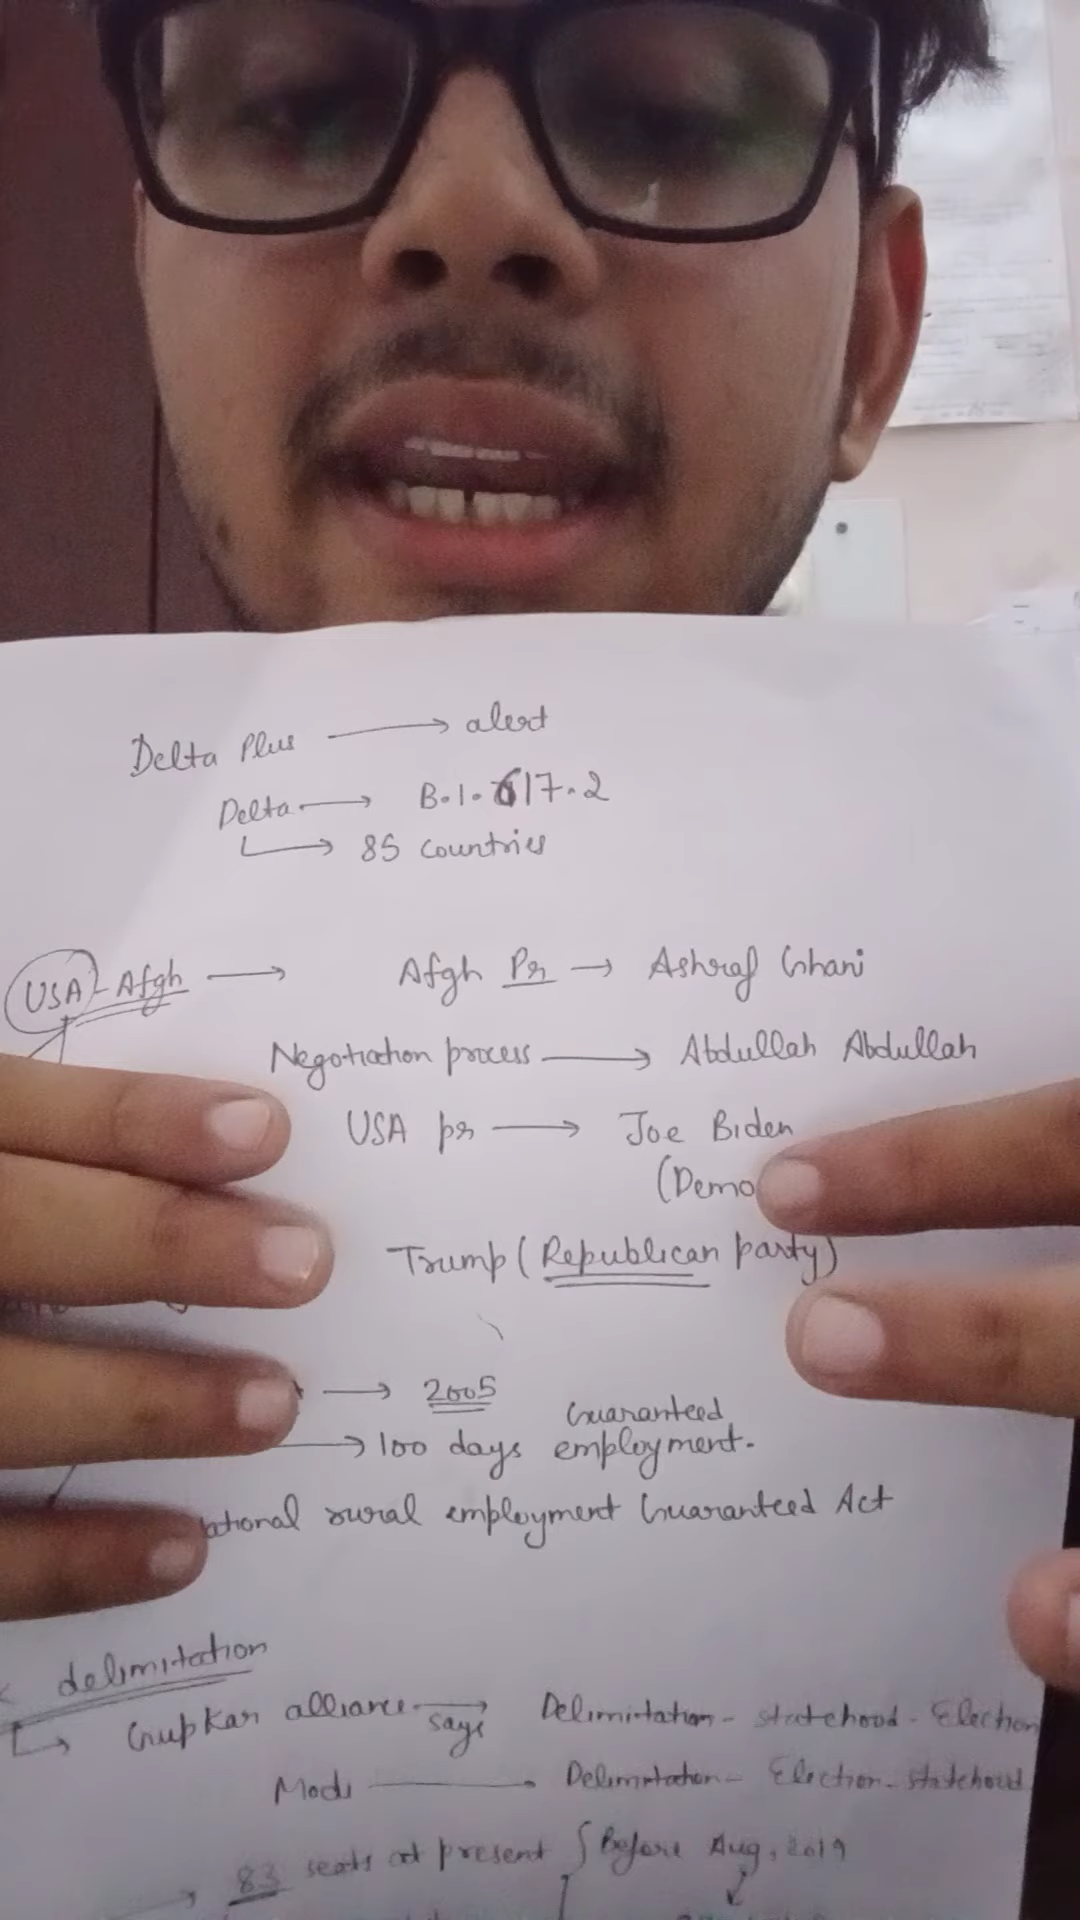 Delta Plus → alert
Delta → B.1.617.2
→ 85 countries
USA - Afgh → Afgh Pr → Ashraf Ghani
Negotiation process → Abdullah Abdullah
USA pr → Joe Biden
(Demo
Trump (Republican party)
→ 2005
→ 100 days Guaranteed employment.
ational rural employment Guaranteed Act
delimitation
→ Gupkar alliance → says Delimitation - statehood - Election
Modi → Delimitation - Election - statehood
→ 83 seats at present Before Aug, 2019